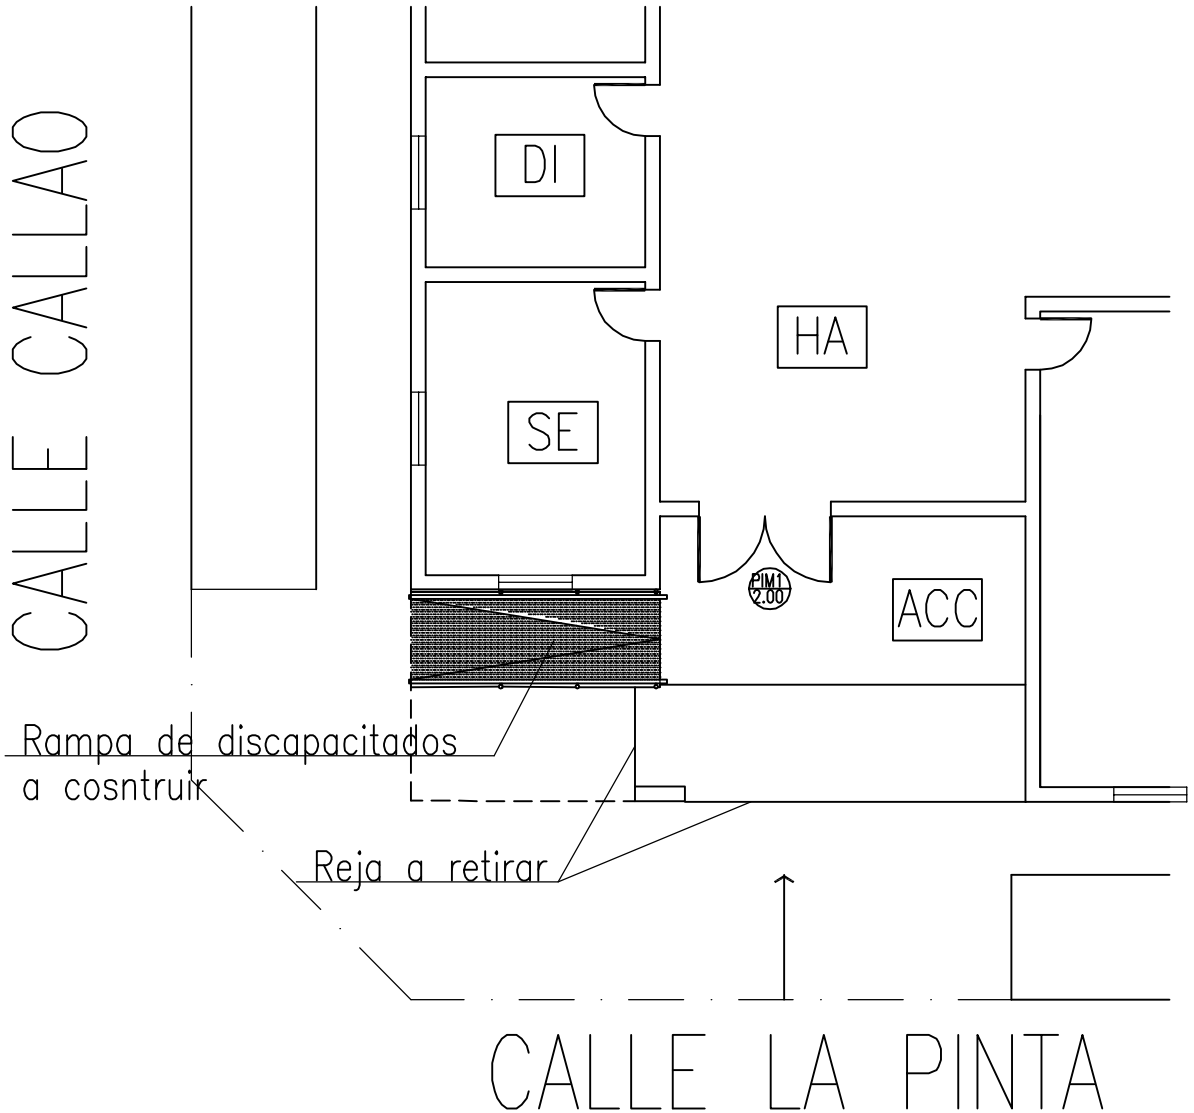 CALLE CALLAO
DI
HA
SE
PIM1
2.00
ACC
Rampa de discapacitados
a cosntruir
Reja a retirar
CALLE LA PINTA